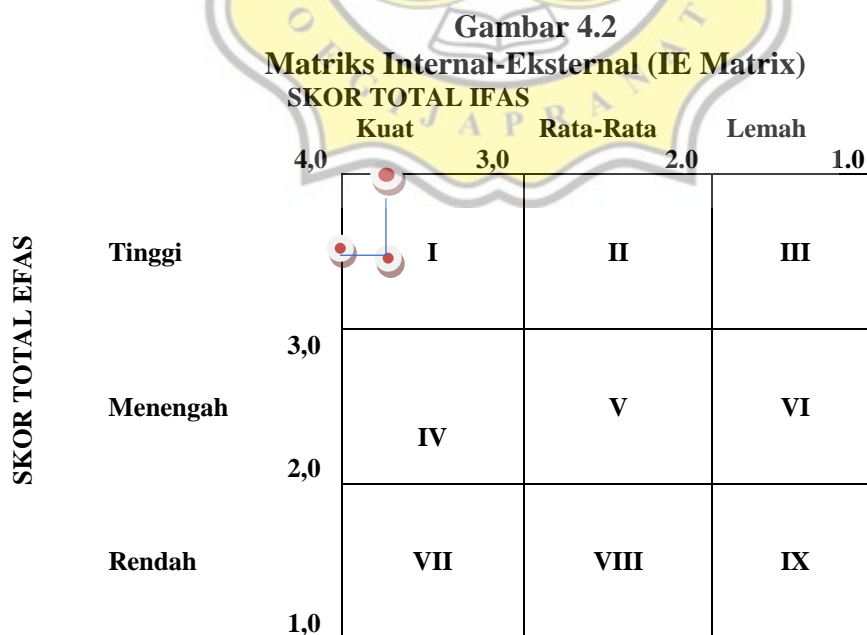 Gambar 4.2
Matriks Internal-Eksternal (IE Matrix)
SKOR TOTAL IFAS
Kuat Rata-Rata Lemah
4,0 3,0 2.0 1.0
SKOR TOTAL EFAS
Tinggi I II III
3,0
Menengah IV V VI
2,0
Rendah VII VIII IX
1,0